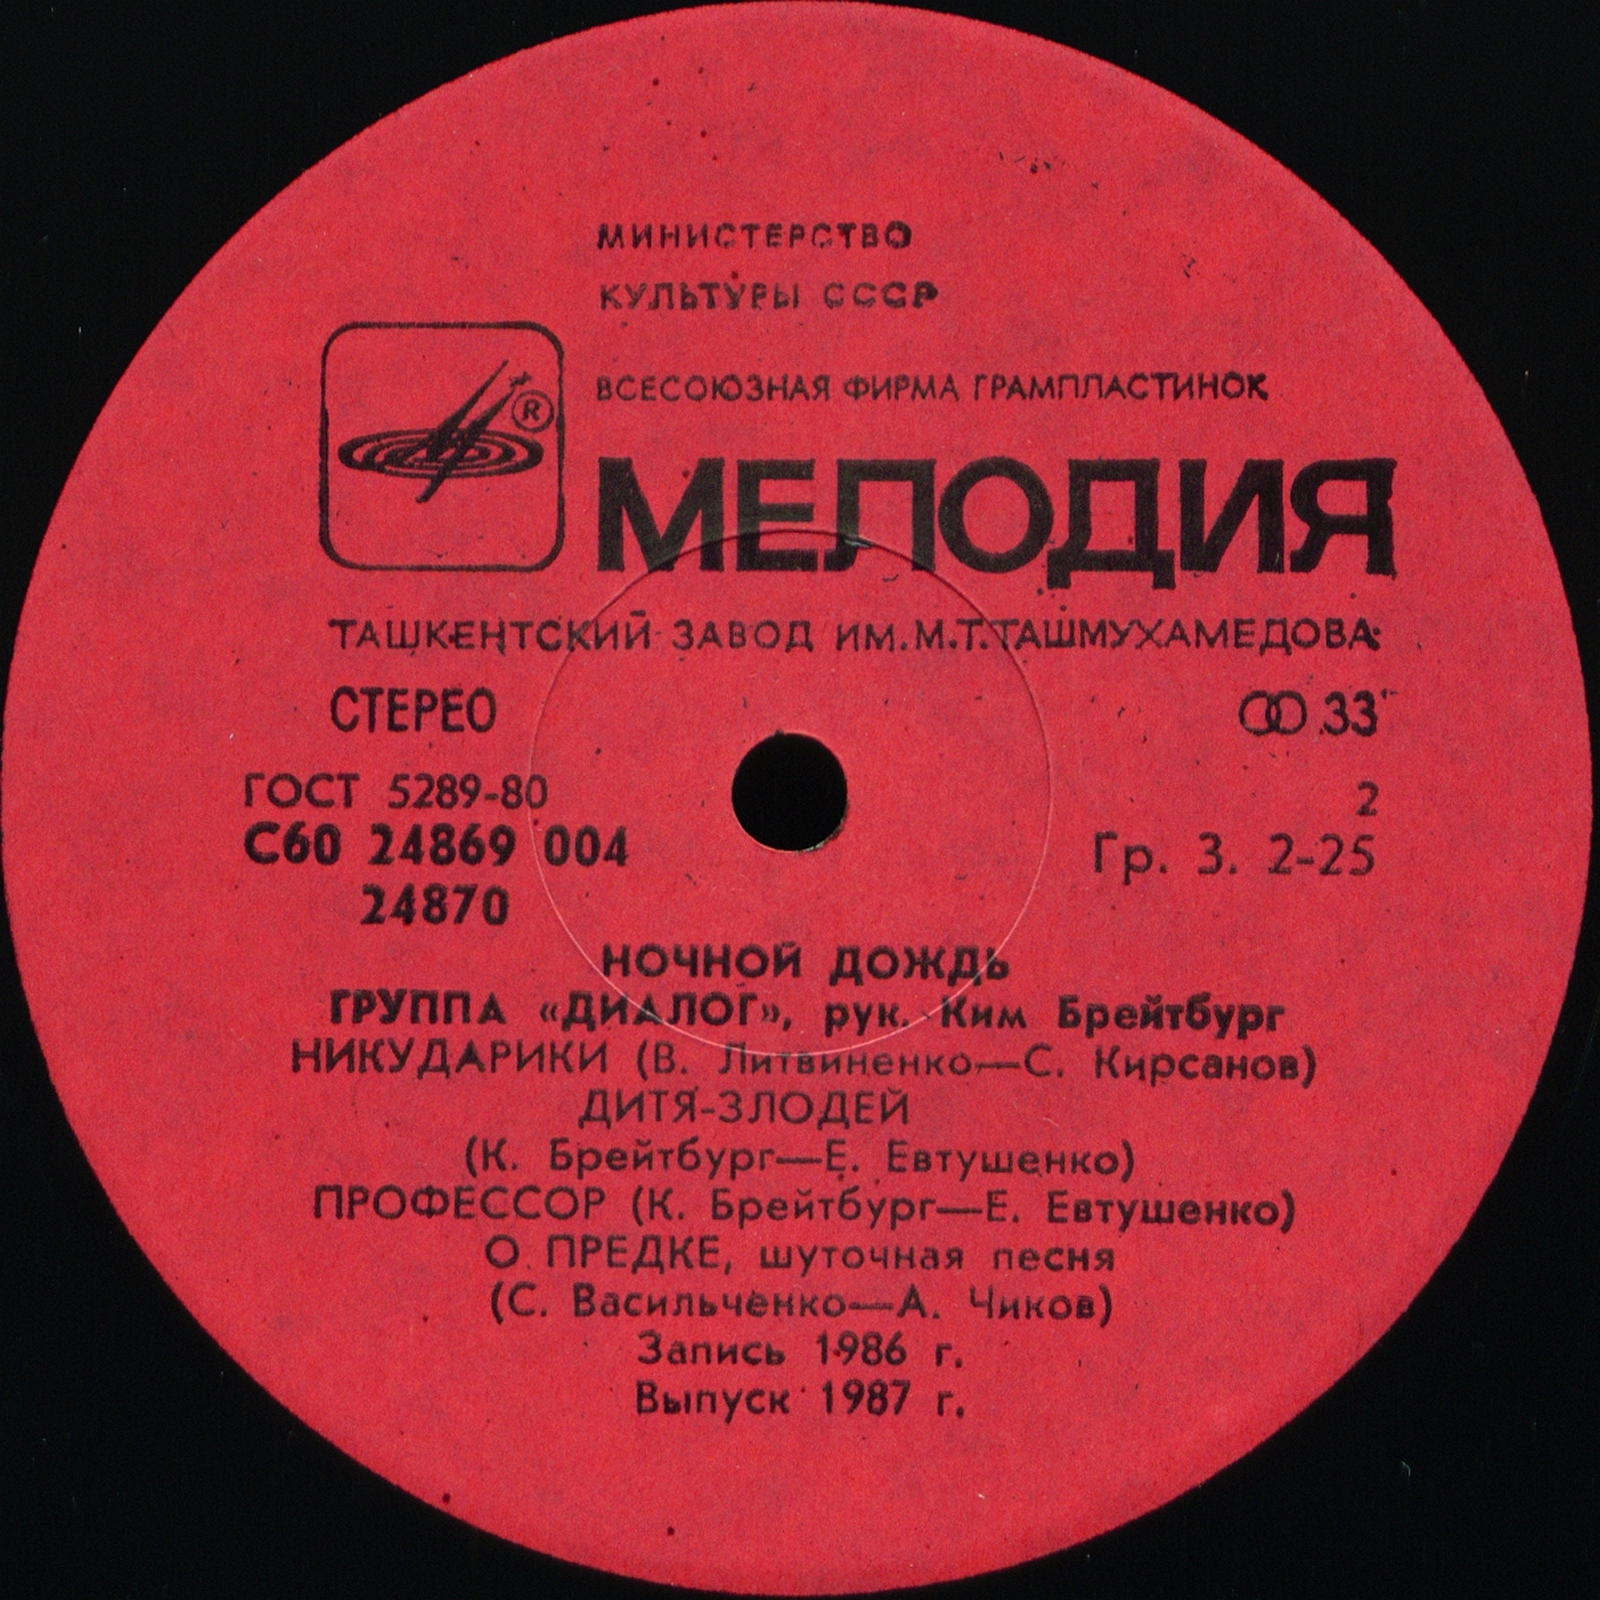 МИНИСТЕРСТВО
КУЛЬТУРЫ СССР
ВСЕСОЮЗНАЯ ФИРМА ГРАМПЛАСТИНОК
®
МЕЛОДИЯ
ТАШКЕНТСКИЙ ЗАВОД ИМ. М.Т. ТАШМУХАМЕДОВА
СТЕРЕО 33
ГОСТ 5289-80 2
С60 24869 004 Гр. 3. 2-25
24870
НОЧНОЙ ДОЖДЬ
ГРУППА «ДИАЛОГ», рук. Ким Брейтбург
НИКУДАРИКИ (В. Литвиненко—С. Кирсанов)
ДИТЯ-ЗЛОДЕЙ
(К. Брейтбург—Е. Евтушенко)
ПРОФЕССОР (К. Брейтбург—Е. Евтушенко)
О ПРЕДКЕ, шуточная песня
(С. Васильченко—А. Чиков)
Запись 1986 г.
Выпуск 1987 г.